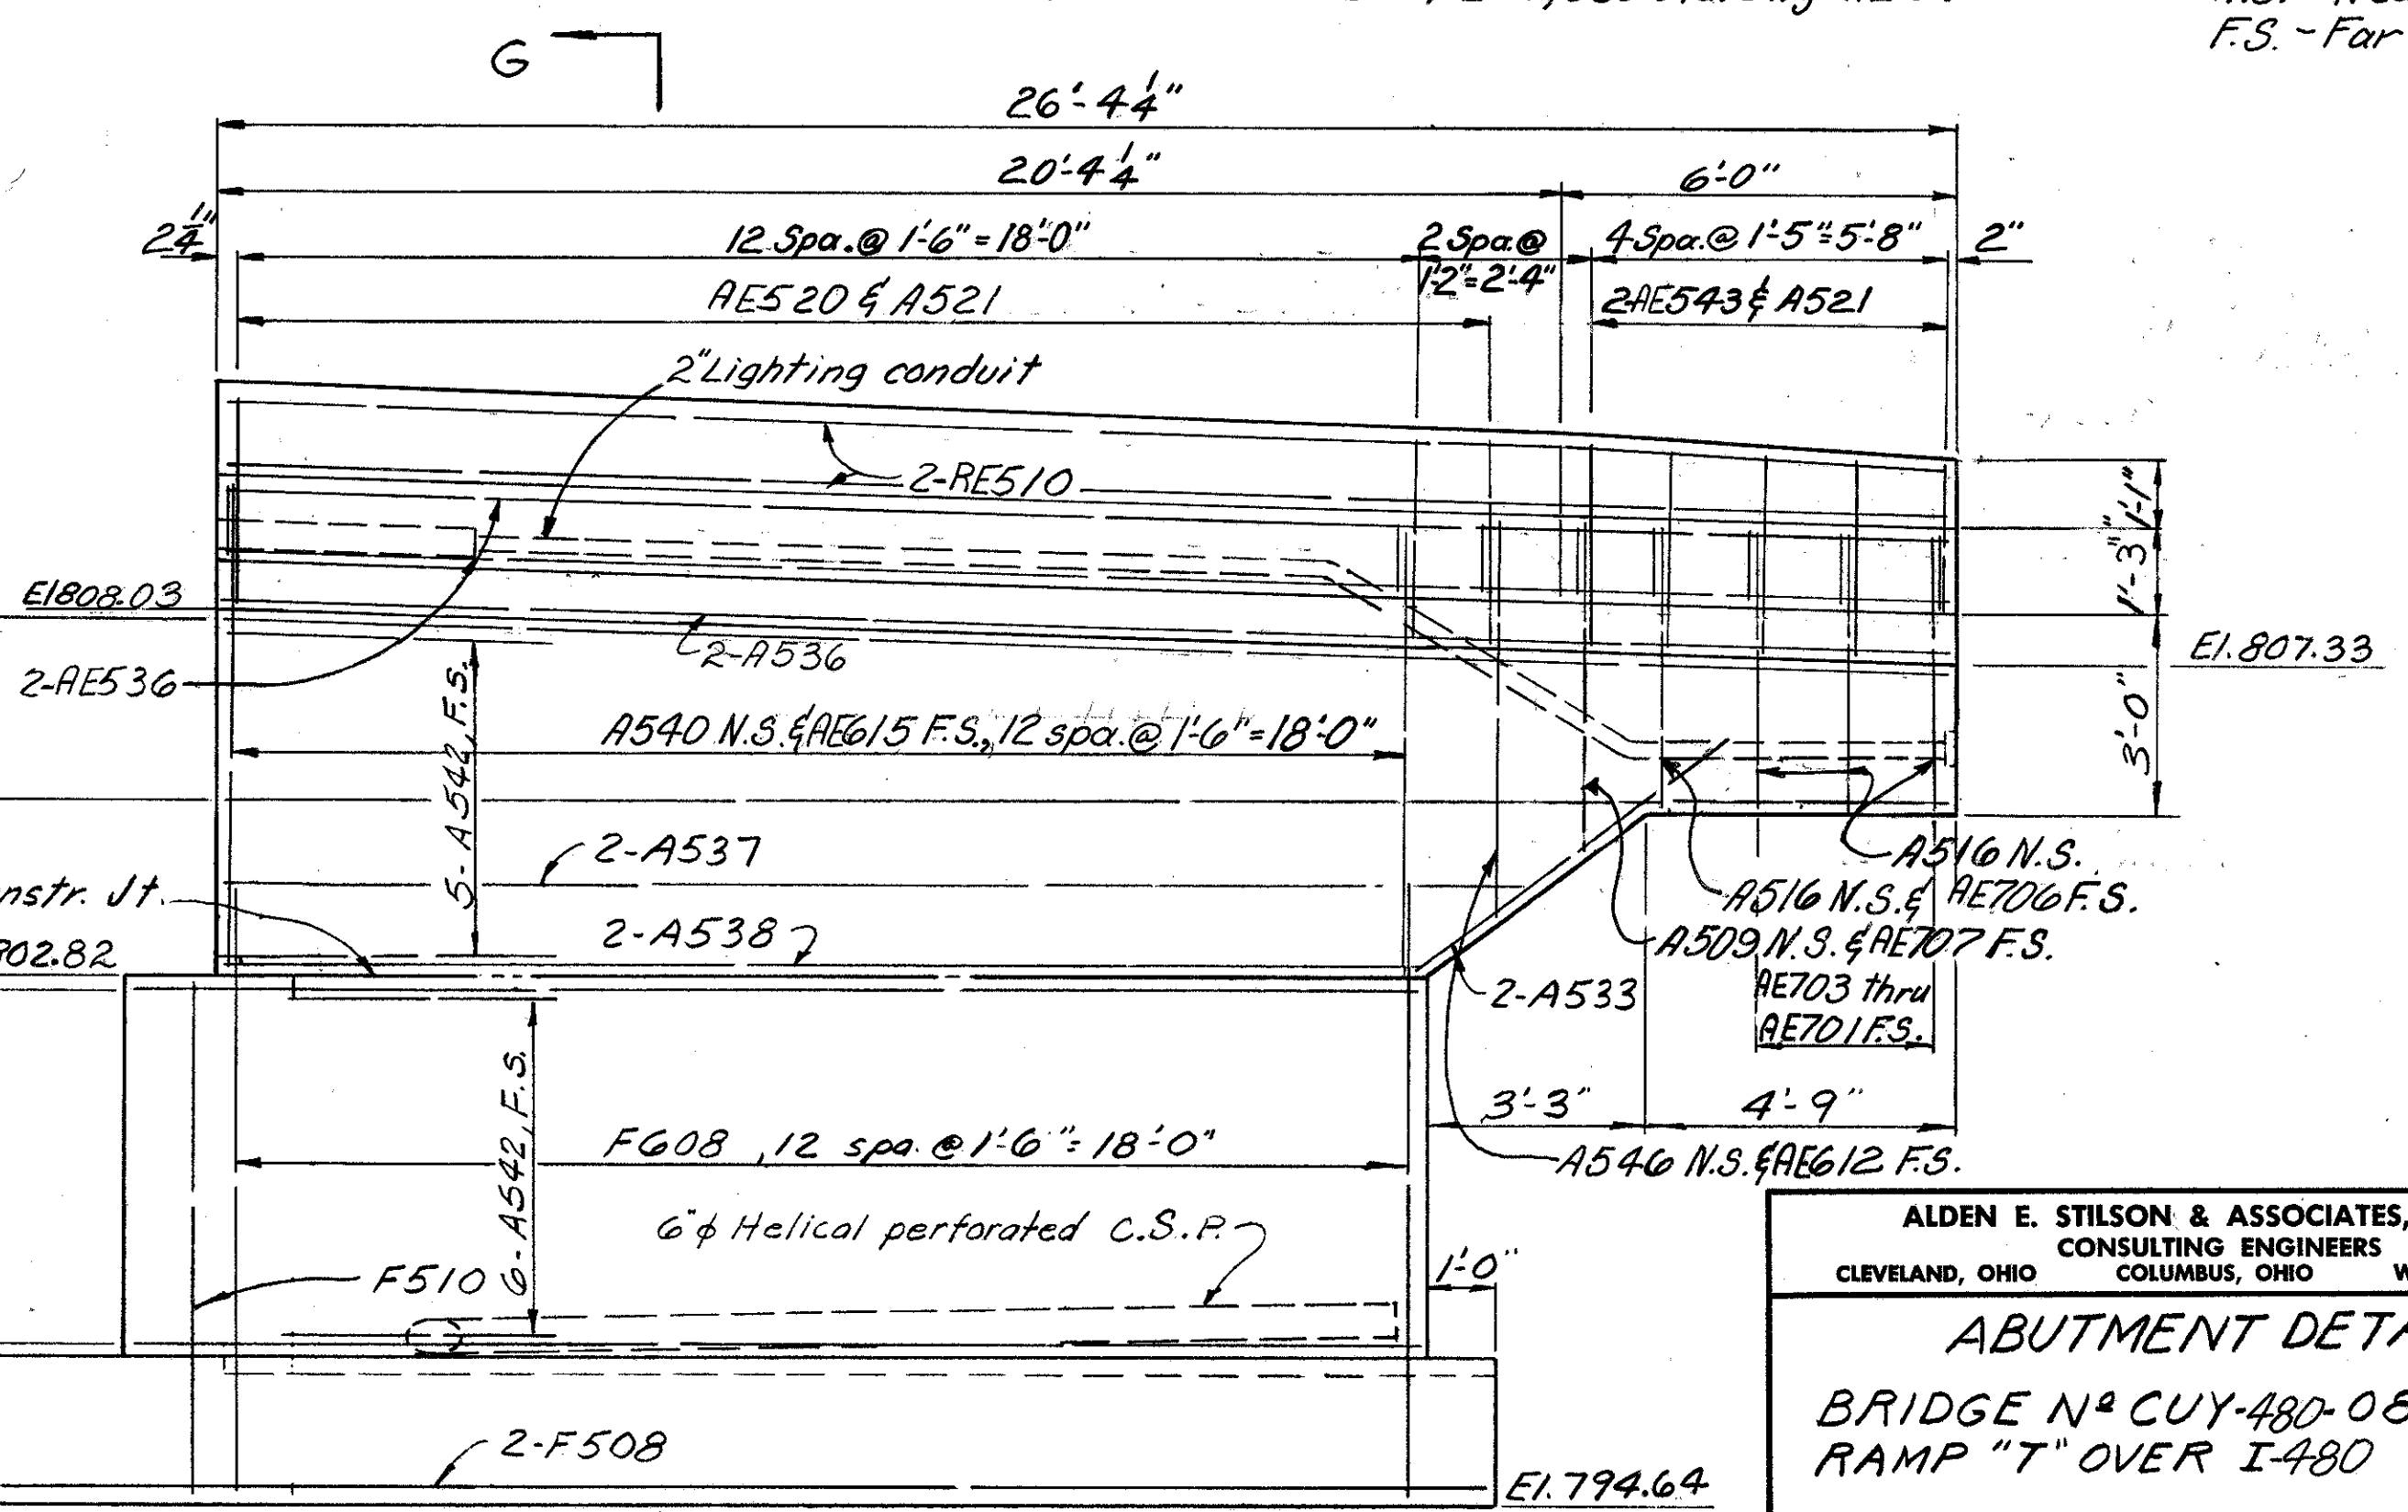 F.S. - Far
G
26'-4 1/4"
20'-4 1/4"
6'-0"
2 1/4"
12 Spa. @ 1'-6" = 18'-0"
2 Spa @
1'-2" = 2'-4"
4 Spa. @ 1'-5" = 5'-8"
2"
AE520 & A521
2-AE543 & A521
2" Lighting conduit
2-RE510
1'-1"
1'-3"
3'-0"
El 808.03
El. 807.33
2-AE536
2-A536
5-A542, F.S.
A540 N.S. & AE615 F.S., 12 spa. @ 1'-6" = 18'-0"
2-A537
nstr. Jt.
2-A538
02.82
A516 N.S.
A516 N.S. & AE706 F.S.
A509 N.S. & AE707 F.S.
AE703 thru
AE701 F.S.
2-A533
3'-3"
4'-9"
A546 N.S. & AE612 F.S.
6-A542, F.S.
F608 , 12 spa. @ 1'-6" = 18'-0"
6"φ Helical perforated C.S.P.
1'-0"
F510
2-F508
El. 794.64
ALDEN E. STILSON & ASSOCIATES,
CONSULTING ENGINEERS
CLEVELAND, OHIO COLUMBUS, OHIO W
ABUTMENT DETA
BRIDGE Nº CUY-480-08
RAMP "T" OVER I-480